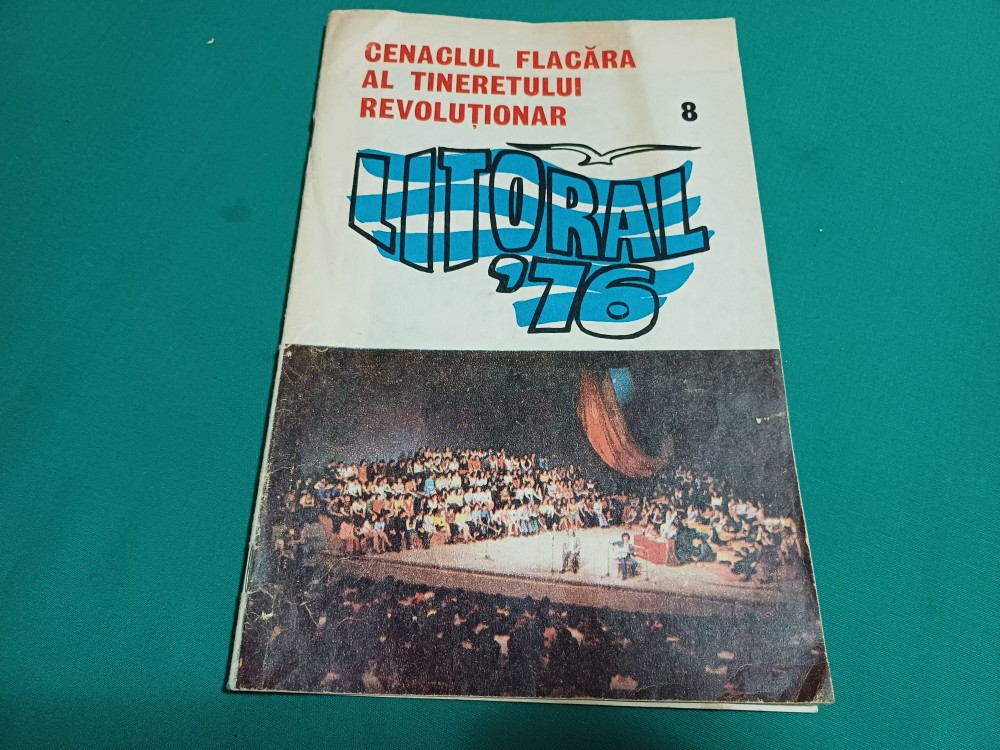 CENACLUL FLACĂRA
AL TINERETULUI
REVOLUȚIONAR
8
LITORAL
'76